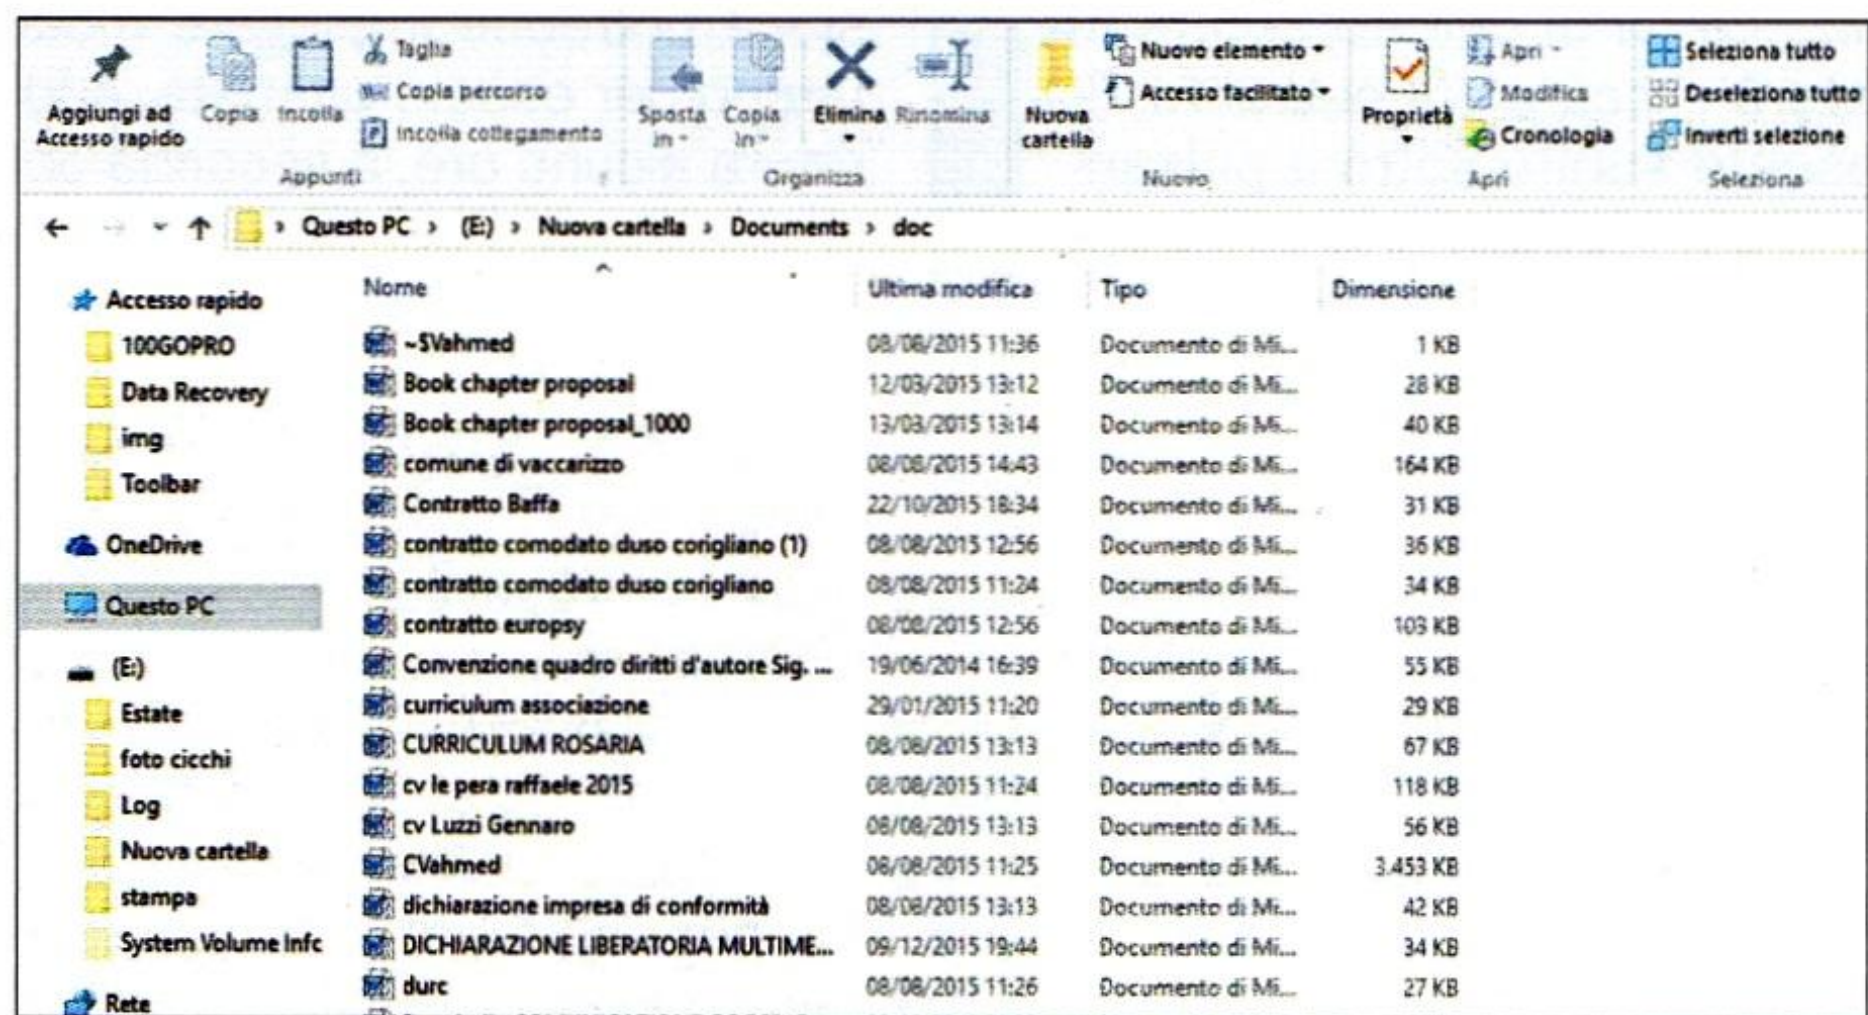 Taglia
Copia percorso
Incolla collegamento
Aggiungi ad
Accesso rapido
Copia
Incolla
Appunti
Sposta
in
Copia
in
Elimina
Rinomina
Organizza
Nuova
cartella
Nuovo elemento
Accesso facilitato
Nuovo
Proprietà
Apri
Modifica
Cronologia
Apri
Seleziona tutto
Deseleziona tutto
Inverti selezione
Seleziona
Questo PC > (E:) > Nuova cartella > Documents > doc
Accesso rapido
100GOPRO
Data Recovery
img
Toolbar
OneDrive
Questo PC
(E:)
Estate
foto cicchi
Log
Nuova cartella
stampa
System Volume Infc
Rete
Nome Ultima modifica Tipo Dimensione
~$Vahmed 08/08/2015 11:36 Documento di Mi... 1 KB
Book chapter proposal 12/03/2015 13:12 Documento di Mi... 28 KB
Book chapter proposal_1000 13/03/2015 13:14 Documento di Mi... 40 KB
comune di vaccarizzo 08/08/2015 14:43 Documento di Mi... 164 KB
Contratto Baffa 22/10/2015 18:34 Documento di Mi... 31 KB
contratto comodato duso corigliano (1) 08/08/2015 12:56 Documento di Mi... 36 KB
contratto comodato duso corigliano 08/08/2015 11:24 Documento di Mi... 34 KB
contratto europsy 08/08/2015 12:56 Documento di Mi... 103 KB
Convenzione quadro diritti d'autore Sig. ... 19/06/2014 16:39 Documento di Mi... 55 KB
curriculum associazione 29/01/2015 11:20 Documento di Mi... 29 KB
CURRICULUM ROSARIA 08/08/2015 13:13 Documento di Mi... 67 KB
cv le pera raffaele 2015 08/08/2015 11:24 Documento di Mi... 118 KB
cv Luzzi Gennaro 08/08/2015 13:13 Documento di Mi... 56 KB
CVahmed 08/08/2015 11:25 Documento di Mi... 3.453 KB
dichiarazione impresa di conformità 08/08/2015 13:13 Documento di Mi... 42 KB
DICHIARAZIONE LIBERATORIA MULTIME... 09/12/2015 19:44 Documento di Mi... 34 KB
durc 08/08/2015 11:26 Documento di Mi... 27 KB